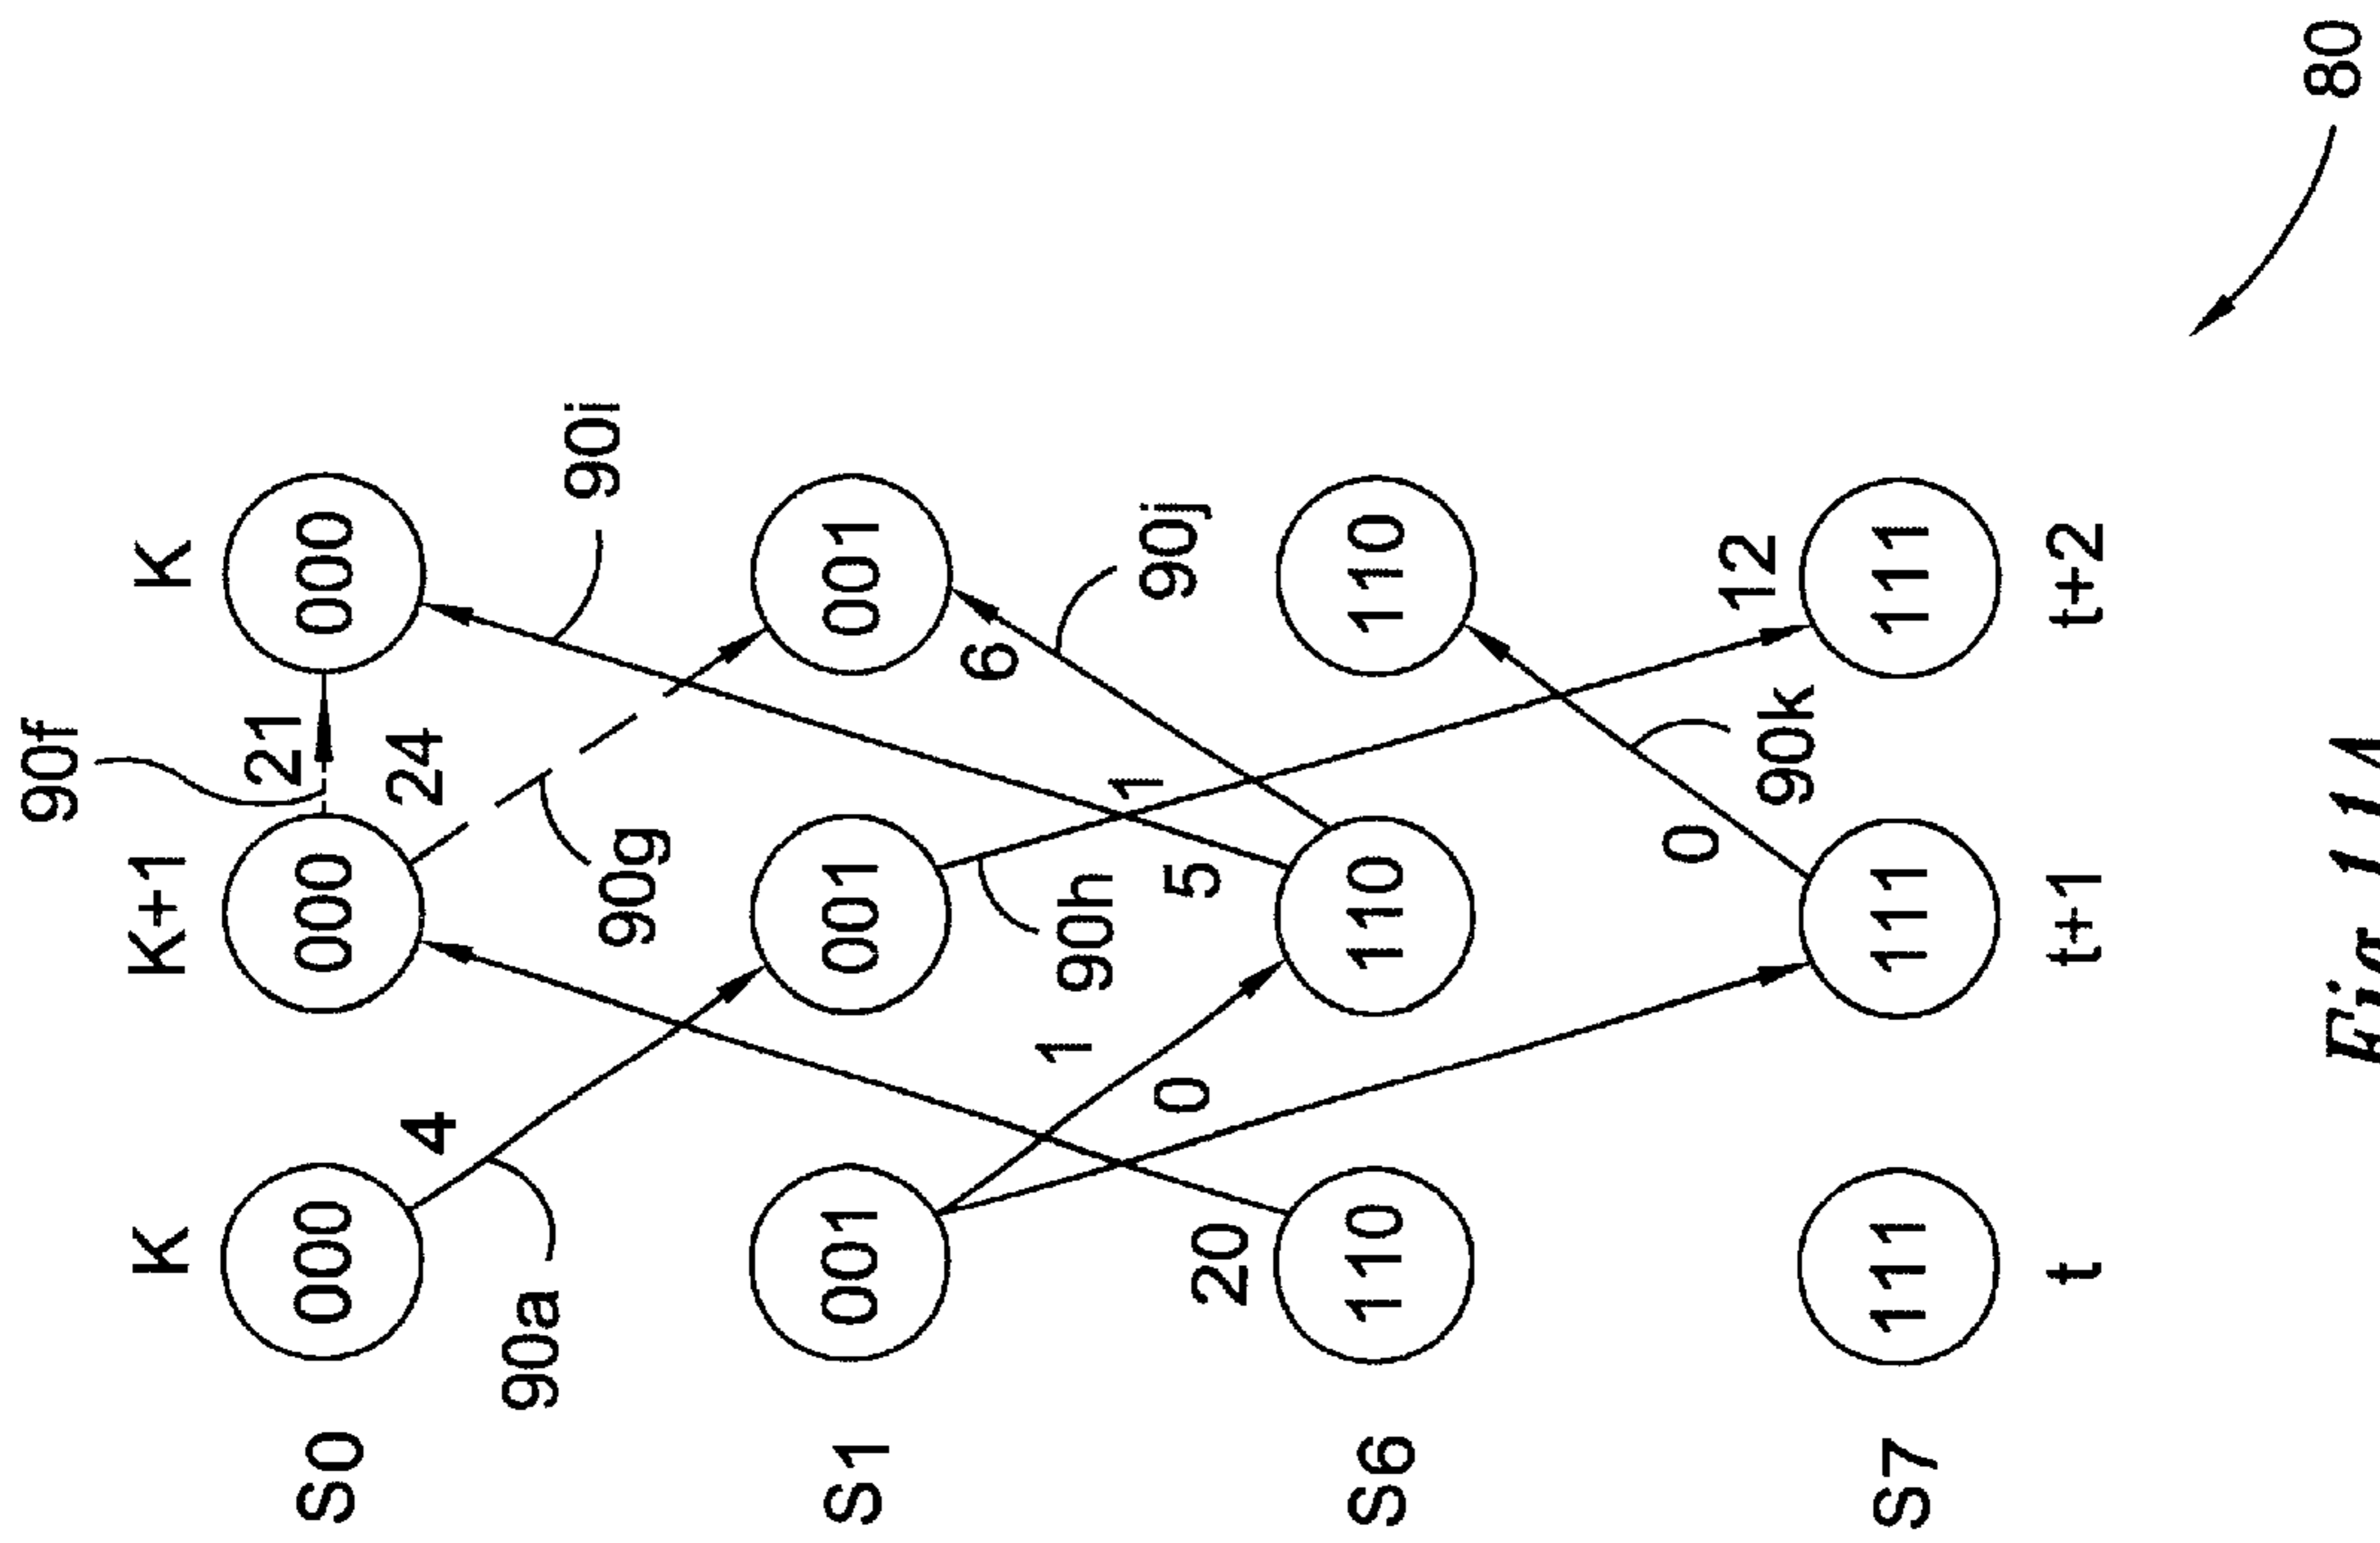 90f
K K+1 K
21
S0 000 000 000
4 24
90a 90g 90i
S1 001 001 001
6
1 90h 1 90j
20 0 5
S6 110 110 110
0 12
90k
S7 111 111 111
t t+1 t+2
80
Fig.